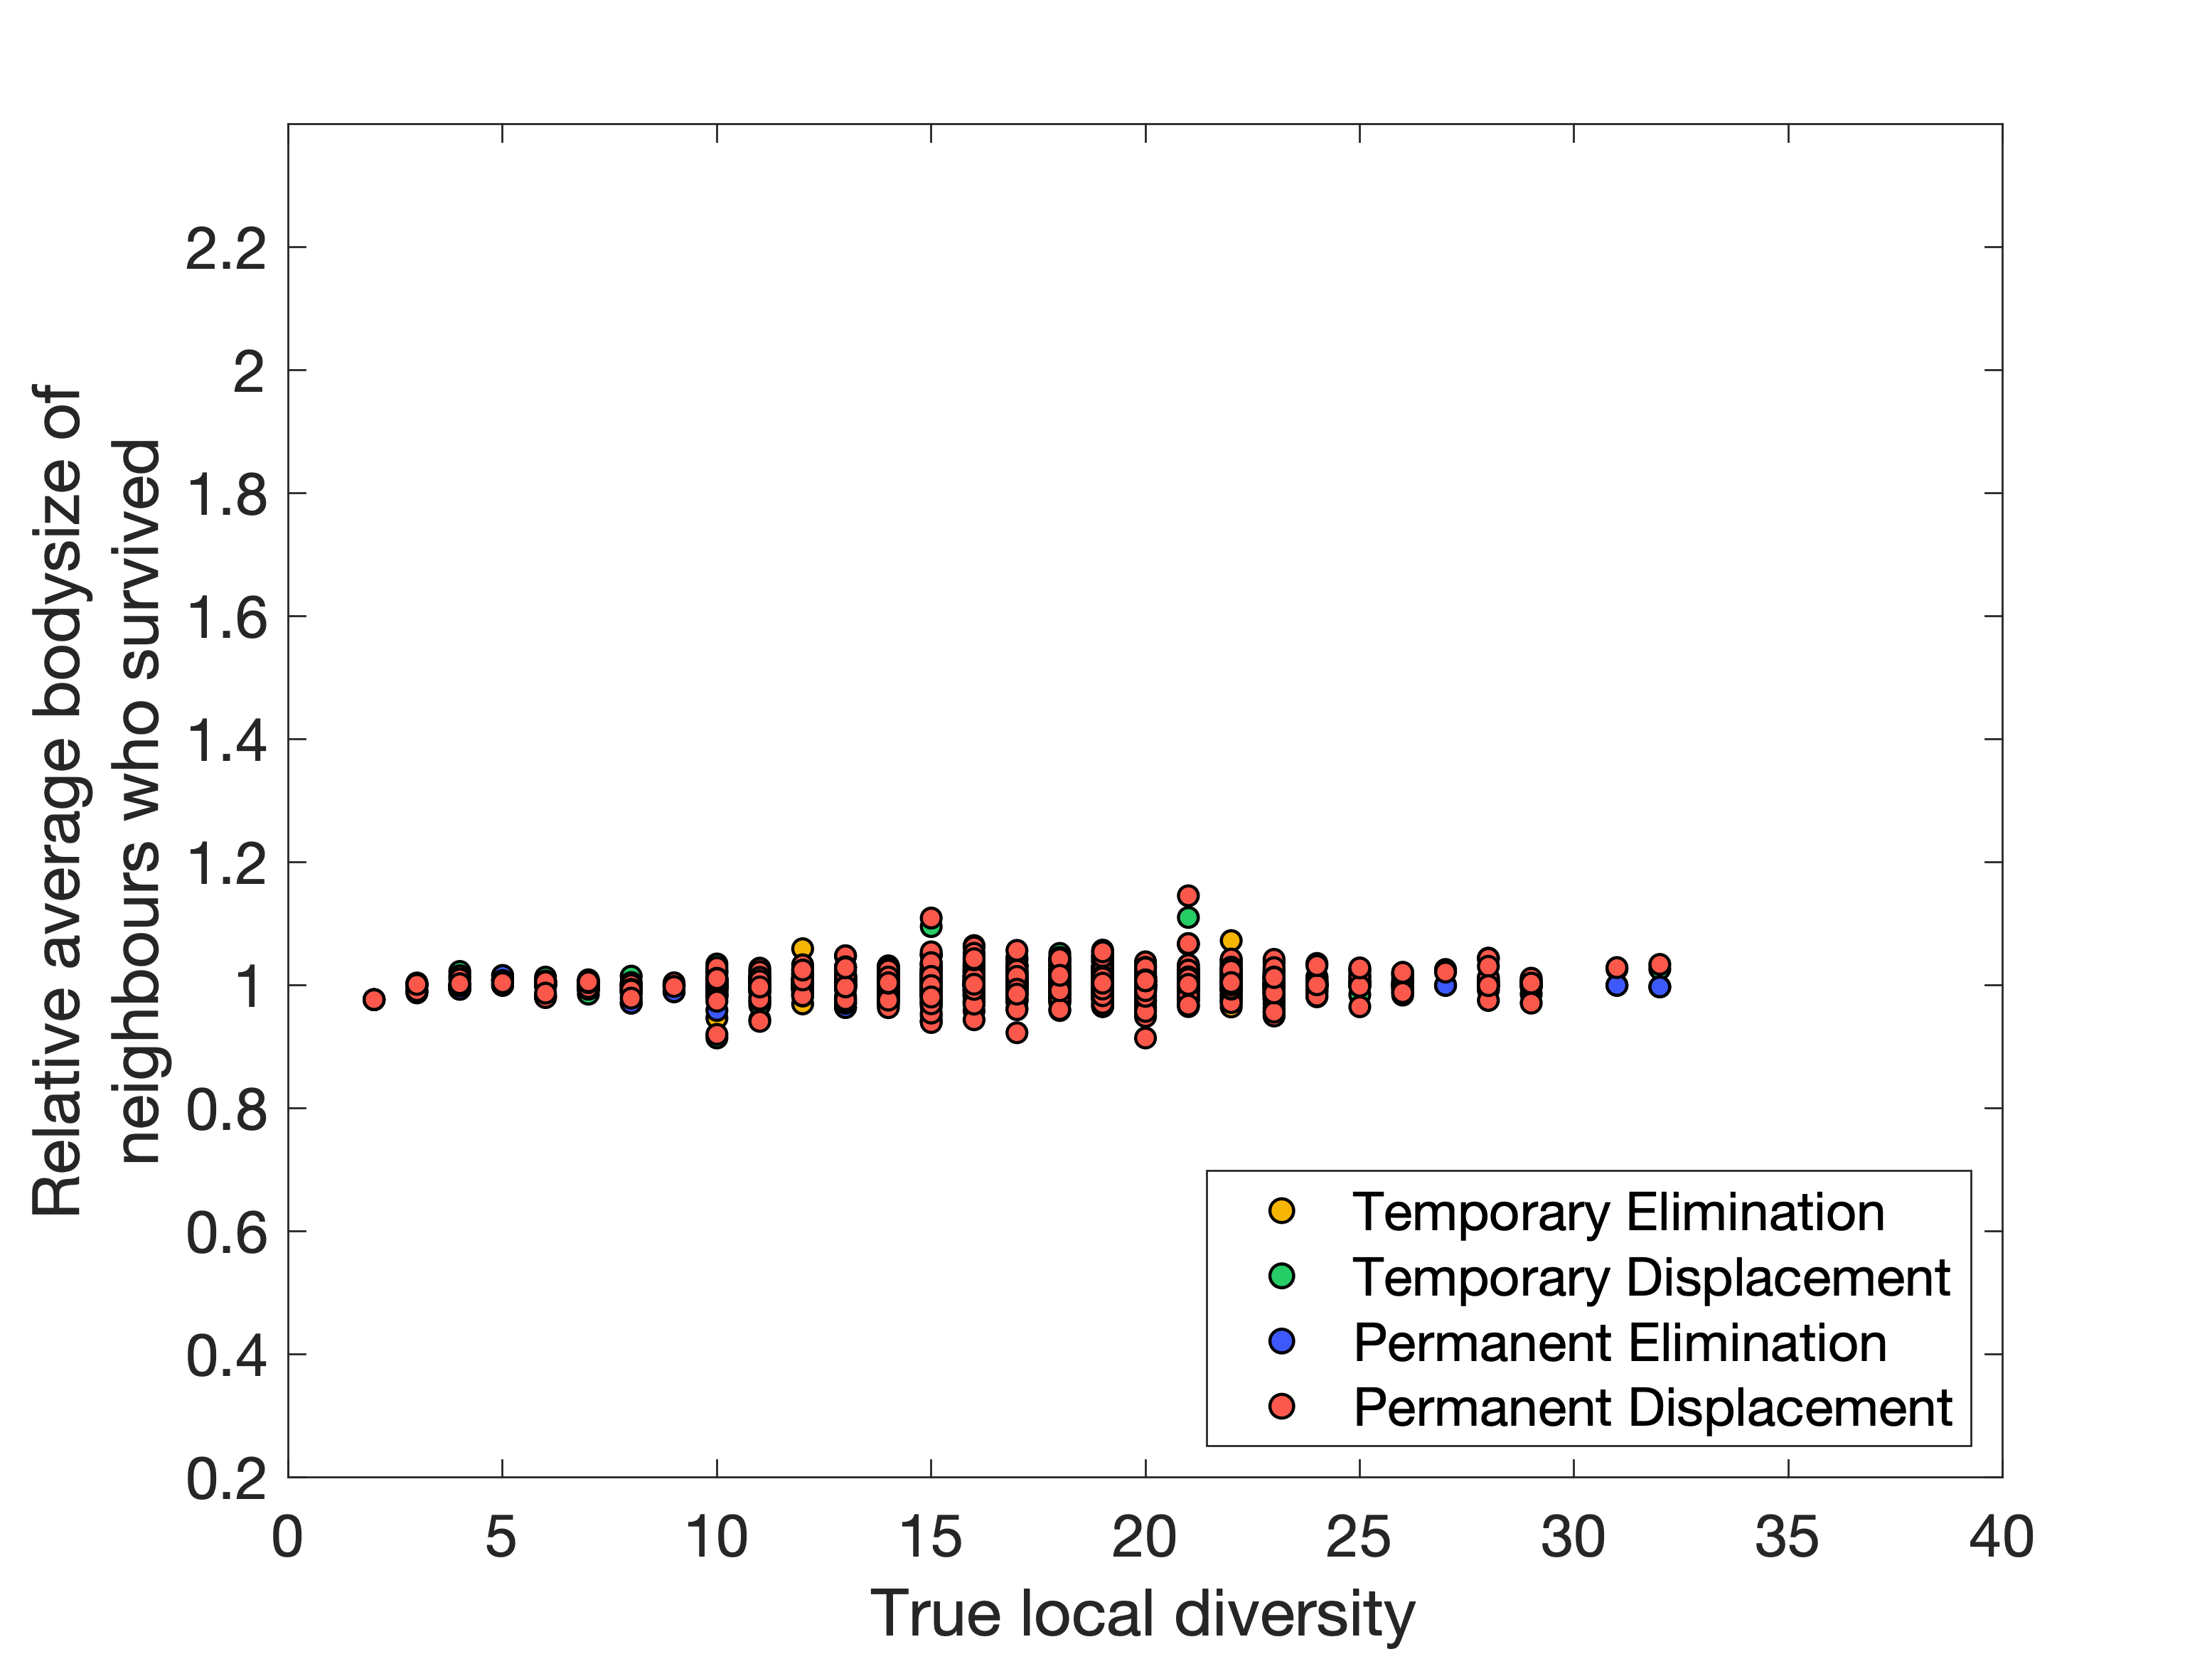 Relative average bodysize of
neighbours who survived
2.2
2
1.8
1.6
1.4
1.2
1
0.8
0.6
0.4
0.2
Temporary Elimination
Temporary Displacement
Permanent Elimination
Permanent Displacement
0 5 10 15 20 25 30 35 40
True local diversity